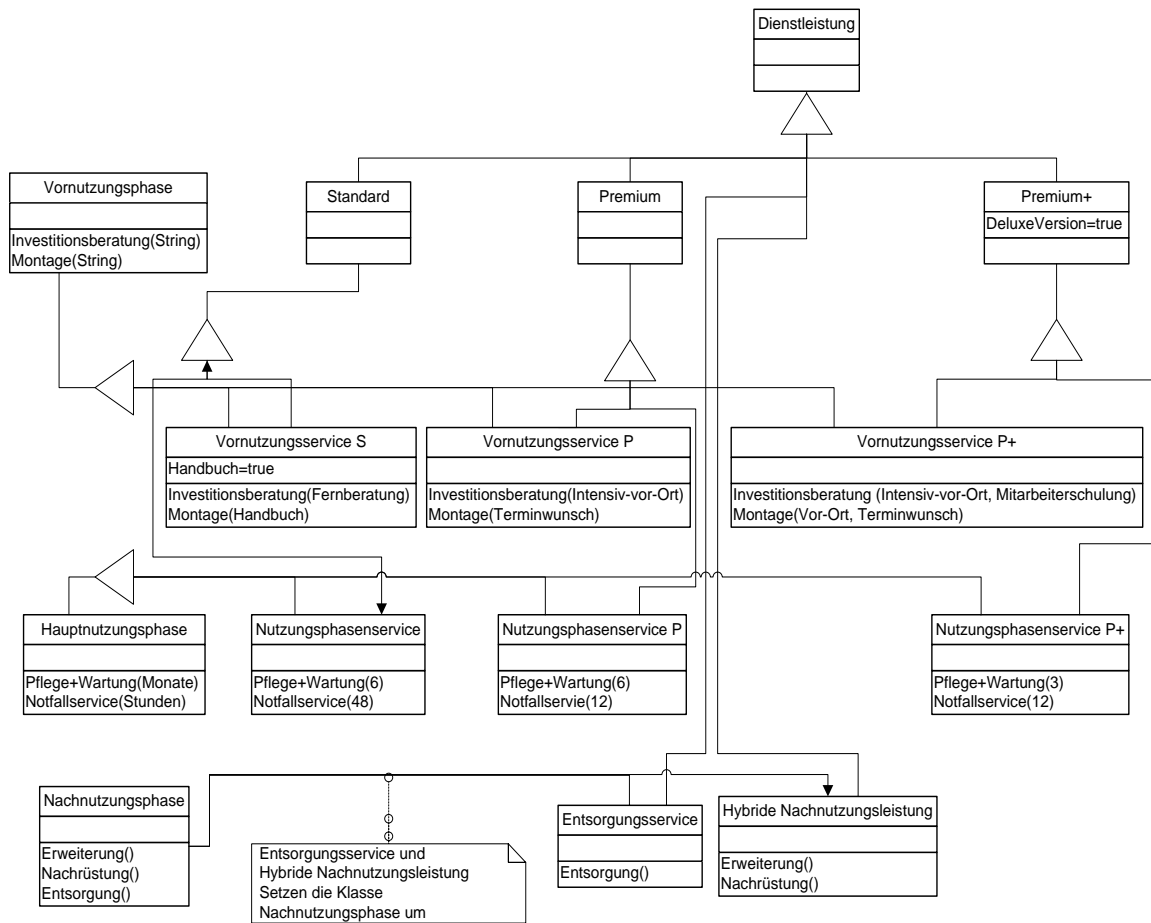 Dienstleistung
Vornutzungsphase
Investitionsberatung(String)
Montage(String)
Standard
Premium
Premium+
DeluxeVersion=true
Vornutzungsservice S
Handbuch=true
Investitionsberatung(Fernberatung)
Montage(Handbuch)
Vornutzungsservice P
Investitionsberatung(Intensiv-vor-Ort)
Montage(Terminwunsch)
Vornutzungsservice P+
Investitionsberatung (Intensiv-vor-Ort, Mitarbeiterschulung)
Montage(Vor-Ort, Terminwunsch)
Hauptnutzungsphase
Pflege+Wartung(Monate)
Notfallservice(Stunden)
Nutzungsphasenservice
Pflege+Wartung(6)
Notfallservice(48)
Nutzungsphasenservice P
Pflege+Wartung(6)
Notfallservie(12)
Nutzungsphasenservice P+
Pflege+Wartung(3)
Notfallservice(12)
Nachnutzungsphase
Erweiterung()
Nachrüstung()
Entsorgung()
Entsorgungsservice und
Hybride Nachnutzungsleistung
Setzen die Klasse
Nachnutzungsphase um
Entsorgungsservice
Entsorgung()
Hybride Nachnutzungsleistung
Erweiterung()
Nachrüstung()